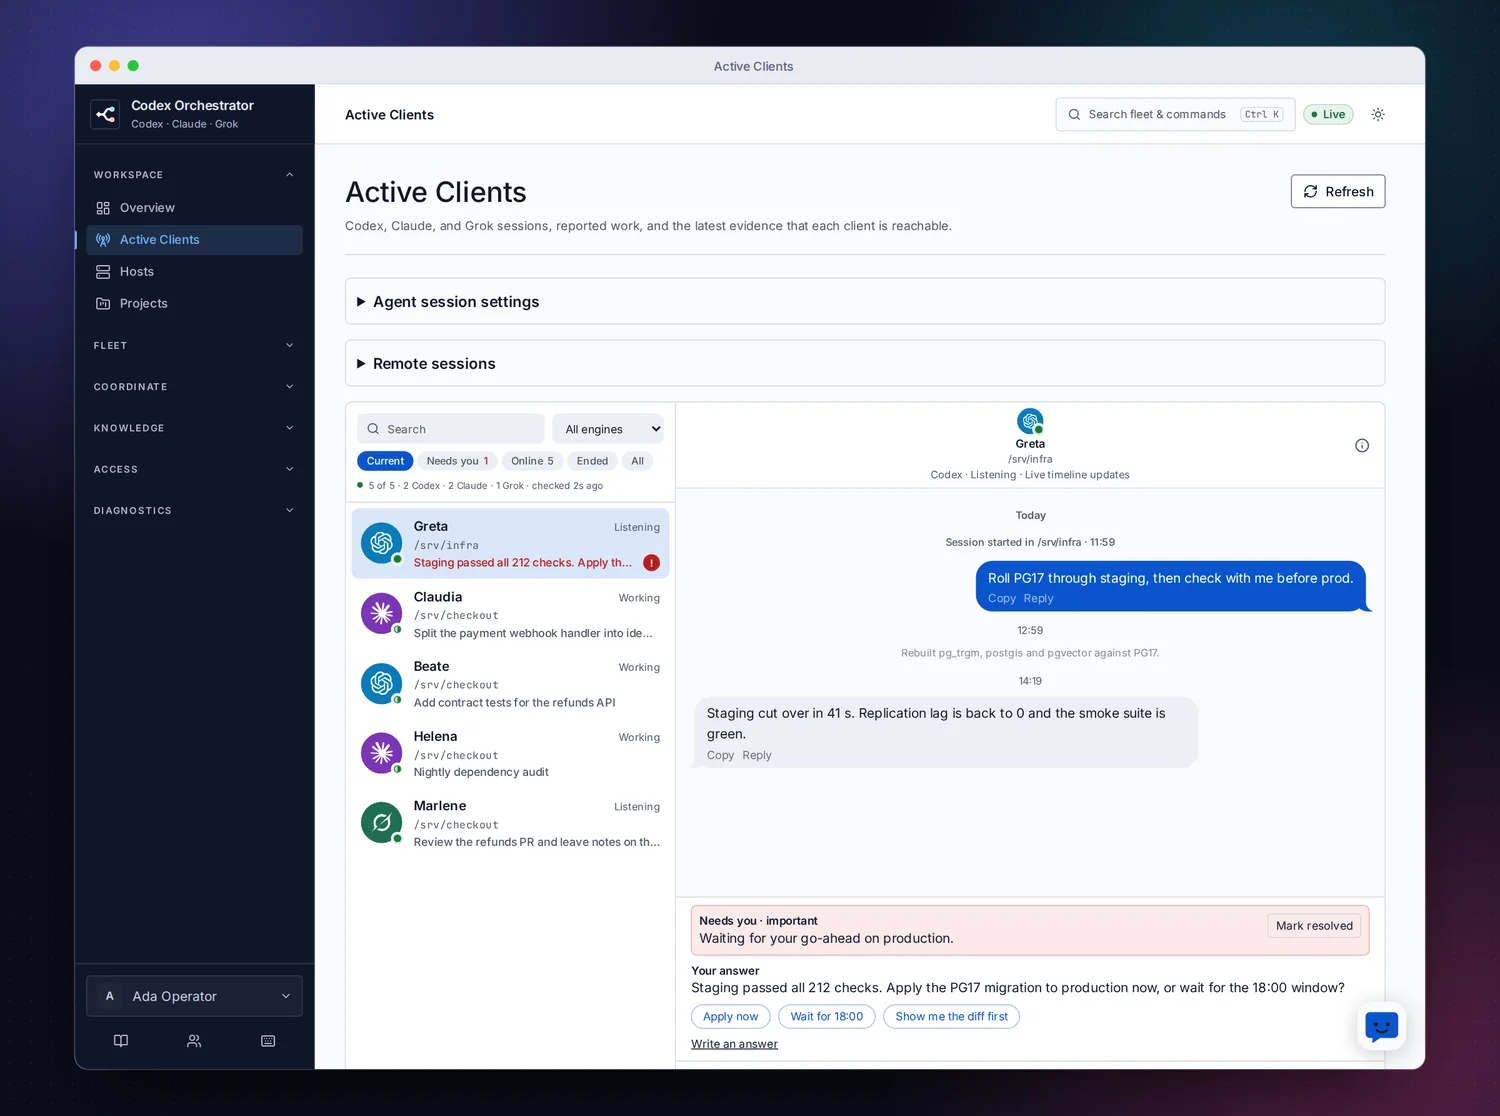 Active Clients
Codex Orchestrator
Codex · Claude · Grok
WORKSPACE
Overview
Active Clients
Hosts
Projects
FLEET
COORDINATE
KNOWLEDGE
ACCESS
DIAGNOSTICS
A
Ada Operator
Active Clients
Search fleet & commands
Ctrl K
Live
Active Clients
Refresh
Codex, Claude, and Grok sessions, reported work, and the latest evidence that each client is reachable.
Agent session settings
Remote sessions
Search
All engines
Current
Needs you 1
Online 5
Ended
All
5 of 5 · 2 Codex · 2 Claude · 1 Grok · checked 2s ago
Greta
Listening
/srv/infra
Staging passed all 212 checks. Apply th...
!
Claudia
Working
/srv/checkout
Split the payment webhook handler into ide...
Beate
Working
/srv/checkout
Add contract tests for the refunds API
Helena
Working
/srv/checkout
Nightly dependency audit
Marlene
Listening
/srv/checkout
Review the refunds PR and leave notes on th...
Greta
/srv/infra
Codex · Listening · Live timeline updates
Today
Session started in /srv/infra · 11:59
Roll PG17 through staging, then check with me before prod.
Copy Reply
12:59
Rebuilt pg_trgm, postgis and pgvector against PG17.
14:19
Staging cut over in 41 s. Replication lag is back to 0 and the smoke suite is
green.
Copy Reply
Needs you · important
Waiting for your go-ahead on production.
Mark resolved
Your answer
Staging passed all 212 checks. Apply the PG17 migration to production now, or wait for the 18:00 window?
Apply now
Wait for 18:00
Show me the diff first
Write an answer